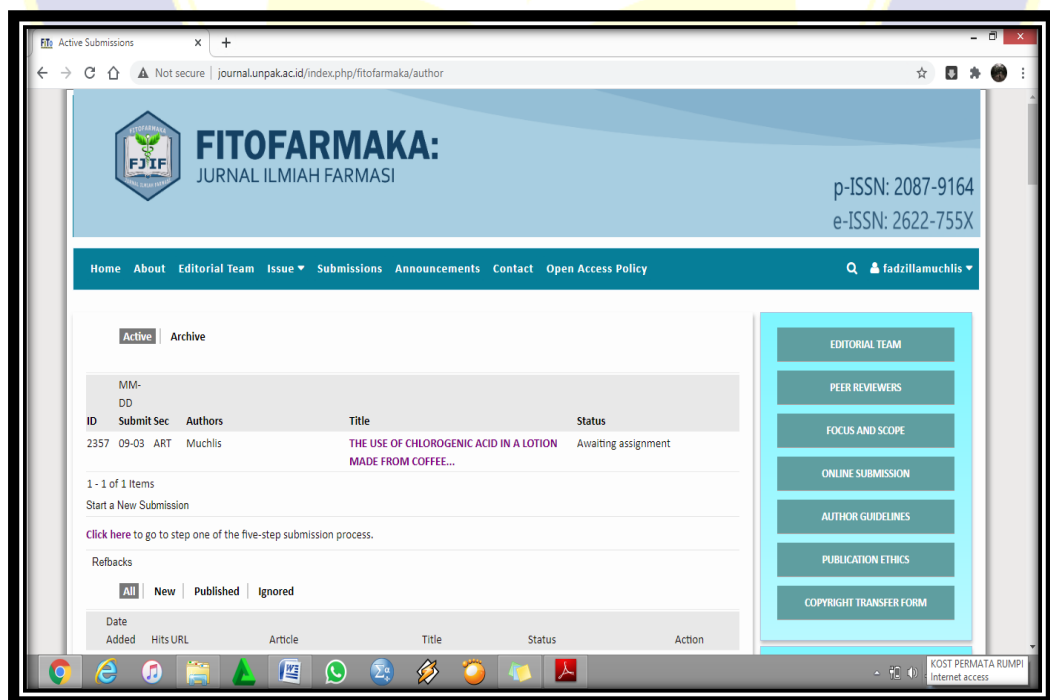 FiTo Active Submissions
Not secure | journal.unpak.ac.id/index.php/fitofarmaka/author
FITOFARMAKA
FJIF
FITOFARMAKA:
JURNAL ILMIAH FARMASI
p-ISSN: 2087-9164
e-ISSN: 2622-755X
Home About Editorial Team Issue Submissions Announcements Contact Open Access Policy fadzillamuchlis
Active Archive
MM-
DD
ID Submit Sec Authors Title Status
2357 09-03 ART Muchlis THE USE OF CHLOROGENIC ACID IN A LOTION Awaiting assignment
MADE FROM COFFEE...
1 - 1 of 1 Items
Start a New Submission
Click here to go to step one of the five-step submission process.
Refbacks
All New Published Ignored
Date
Added Hits URL Article Title Status Action
EDITORIAL TEAM
PEER REVIEWERS
FOCUS AND SCOPE
ONLINE SUBMISSION
AUTHOR GUIDELINES
PUBLICATION ETHICS
COPYRIGHT TRANSFER FORM
KOST PERMATA RUMPI
Internet access